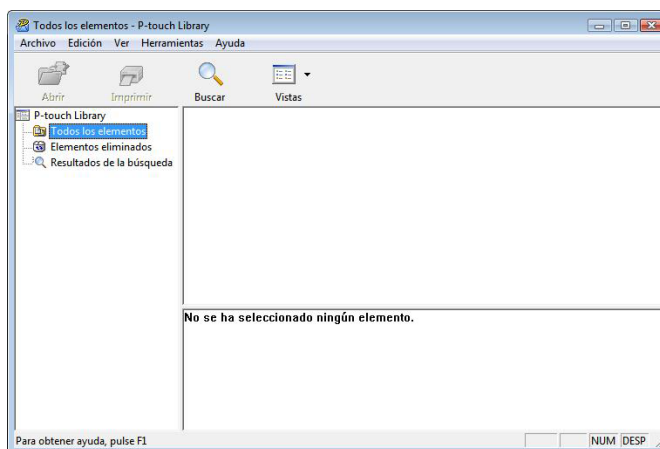 Todos los elementos - P-touch Library
Archivo Edición Ver Herramientas Ayuda
Abrir Imprimir Buscar Vistas
P-touch Library
Todos los elementos
Elementos eliminados
Resultados de la búsqueda
No se ha seleccionado ningún elemento.
Para obtener ayuda, pulse F1
NUM DESP